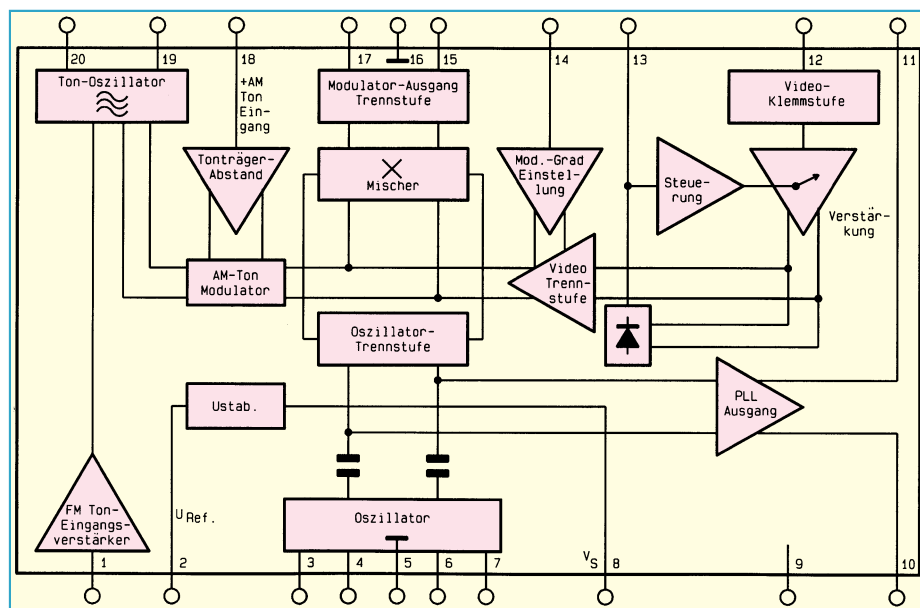 20
19
18
17
16
15
14
13
12
11
Ton-Oszillator
+AM
Ton
Ein-
gang
Modulator-Ausgang
Trennstufe
Video-
Klemmstufe
Tonträger-
Abstand
Mischer
Mod.-Grad
Einstel-
lung
Steue-
rung
Verstär-
kung
AM-Ton
Modulator
Video
Trenn-
stufe
Oszillator-
Trennstufe
Ustab.
PLL
Ausgang
FM Ton-
Eingangs-
verstärker
U Ref.
Oszillator
VS
1
2
3
4
5
6
7
8
9
10